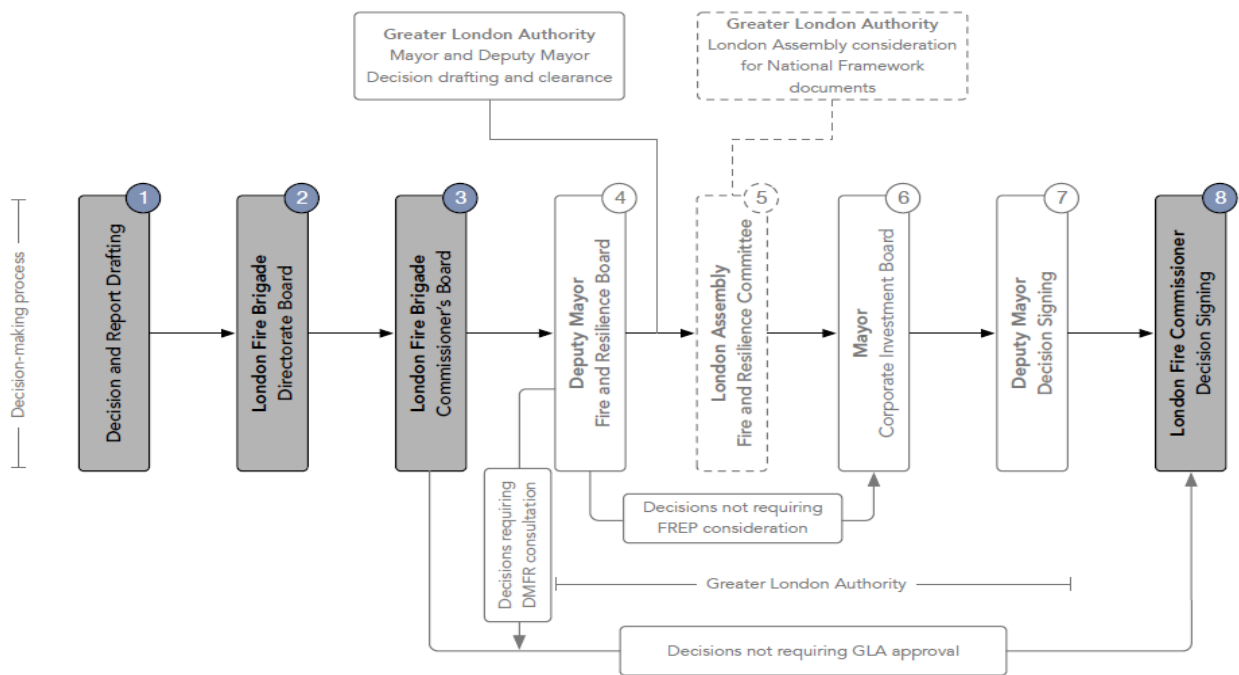 Greater London Authority
Mayor and Deputy Mayor
Decision drafting and clearance
Greater London Authority
London Assembly consideration
for National Framework
documents
Decision-making process
1
Decision and Report Drafting
2
London Fire Brigade
Directorate Board
3
London Fire Brigade
Commissioner's Board
4
Deputy Mayor
Fire and Resilience Board
5
London Assembly
Fire and Resilience Committee
6
Mayor
Corporate Investment Board
7
Deputy Mayor
Decision Signing
8
London Fire Commissioner
Decision Signing
Decisions requiring
DMFR consultation
Decisions not requiring
FREP consideration
Greater London Authority
Decisions not requiring GLA approval